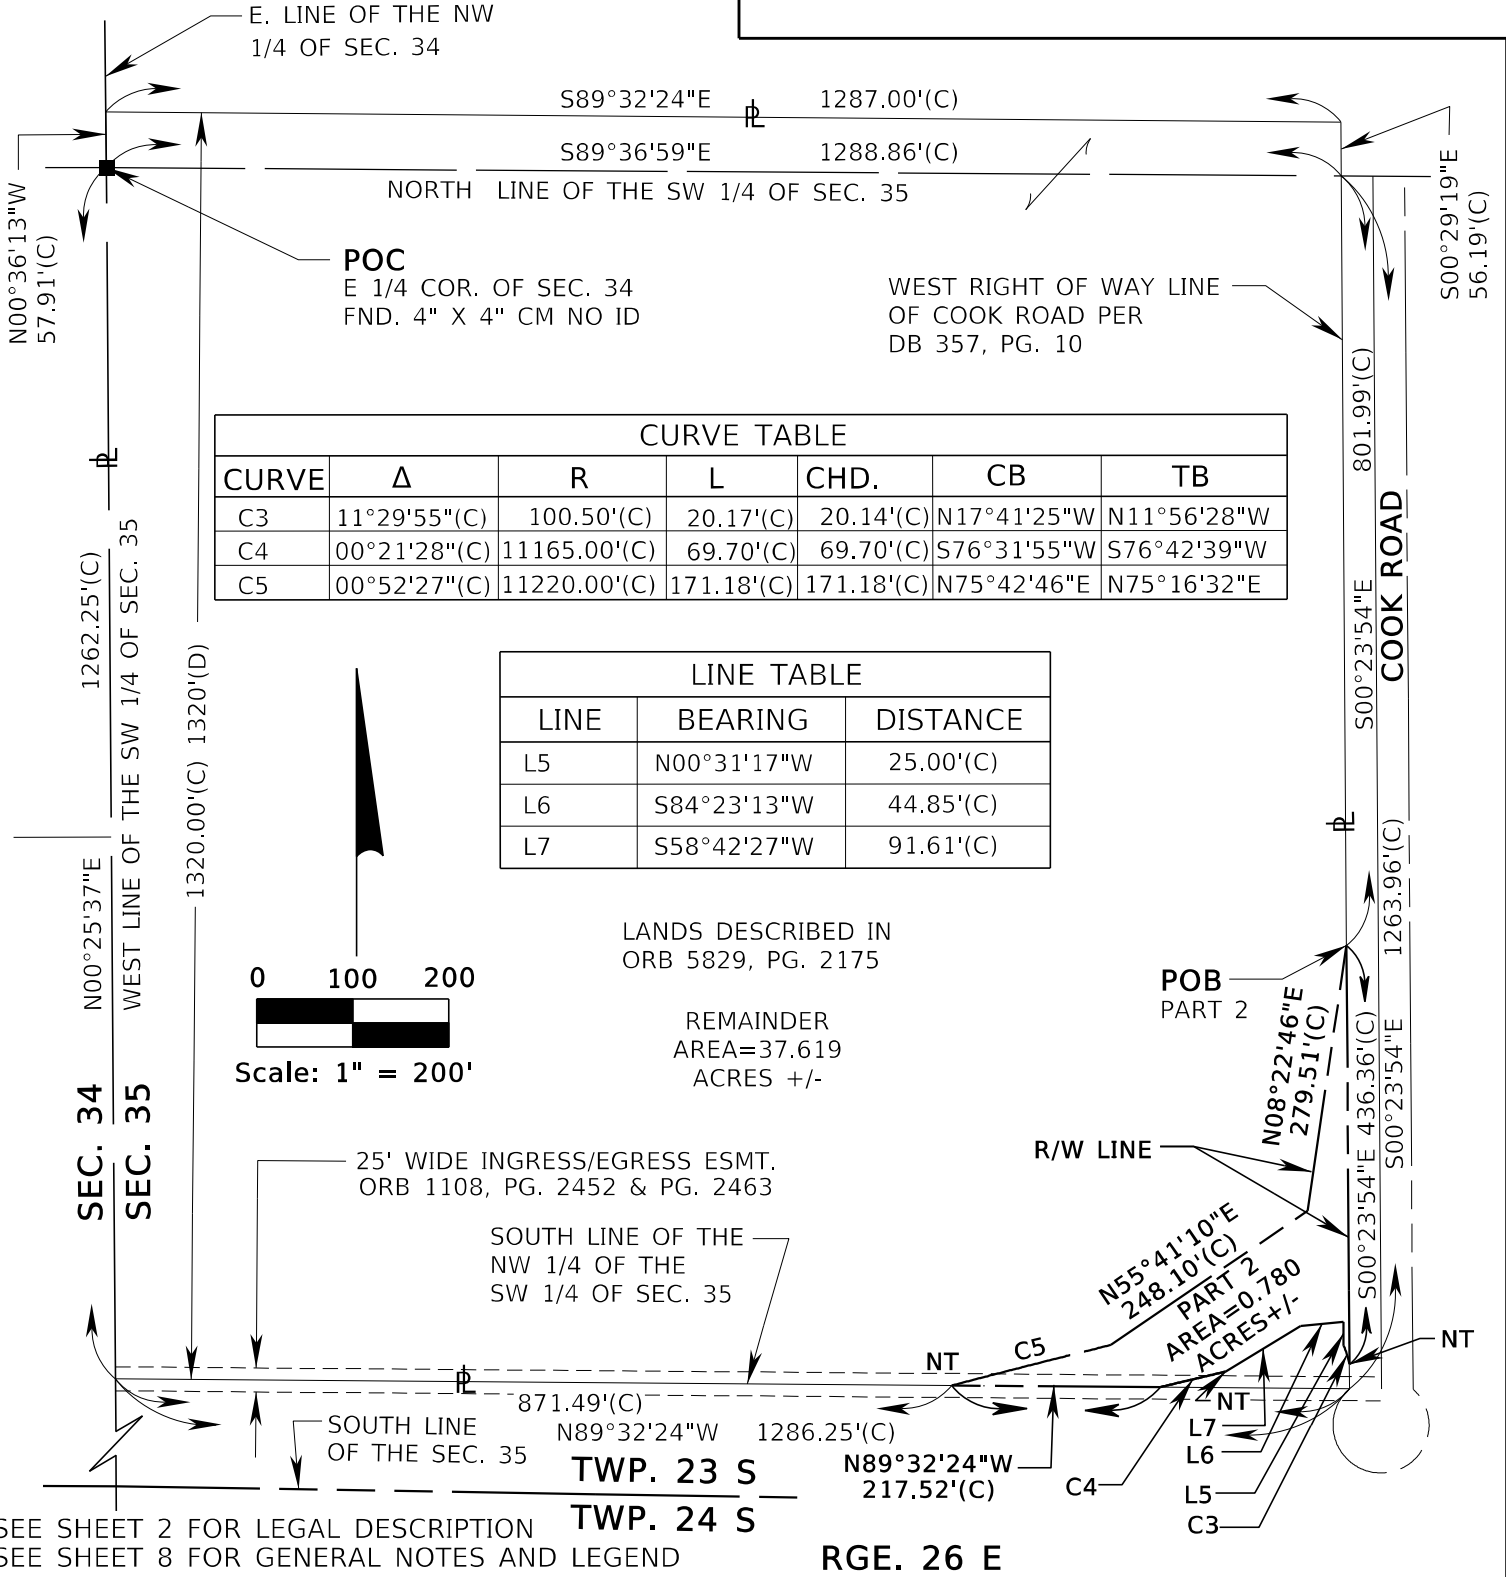 E. LINE OF THE NW
1/4 OF SEC. 34
S89°32'24"E 1287.00'(C)
PL
S89°36'59"E 1288.86'(C)
NORTH LINE OF THE SW 1/4 OF SEC. 35
N00°36'13"W
57.91'(C)
S00°29'19"E
56.19'(C)
POC
E 1/4 COR. OF SEC. 34
FND. 4" X 4" CM NO ID
WEST RIGHT OF WAY LINE
OF COOK ROAD PER
DB 357, PG. 10
CURVE TABLE
CURVE Δ R L CHD. CB TB
C3 11°29'55"(C) 100.50'(C) 20.17'(C) 20.14'(C) N17°41'25"W N11°56'28"W
C4 00°21'28"(C) 11165.00'(C) 69.70'(C) 69.70'(C) S76°31'55"W S76°42'39"W
C5 00°52'27"(C) 11220.00'(C) 171.18'(C) 171.18'(C) N75°42'46"E N75°16'32"E
PL
1262.25'(C)
N00°25'37"E
WEST LINE OF THE SW 1/4 OF SEC. 35
1320.00'(C) 1320'(D)
801.99'(C)
S00°23'54"E
COOK ROAD
LINE TABLE
LINE BEARING DISTANCE
L5 N00°31'17"W 25.00'(C)
L6 S84°23'13"W 44.85'(C)
L7 S58°42'27"W 91.61'(C)
PL
1263.96'(C)
S00°23'54"E
LANDS DESCRIBED IN
ORB 5829, PG. 2175
0 100 200
Scale: 1" = 200'
REMAINDER
AREA=37.619
ACRES +/-
POB
PART 2
N08°22'46"E
279.51'(C)
S00°23'54"E 436.36'(C)
SEC. 34
SEC. 35
R/W LINE
25' WIDE INGRESS/EGRESS ESMT.
ORB 1108, PG. 2452 & PG. 2463
SOUTH LINE OF THE
NW 1/4 OF THE
SW 1/4 OF SEC. 35
N55°41'10"E
248.10'(C)
PART 2
AREA=0.780
ACRES+/-
C5
NT
NT
PL
871.49'(C)
N89°32'24"W 1286.25'(C)
NT
L7
L6
L5
C3
C4
SOUTH LINE
OF THE SEC. 35
N89°32'24"W
217.52'(C)
TWP. 23 S
TWP. 24 S
RGE. 26 E
SEE SHEET 2 FOR LEGAL DESCRIPTION
SEE SHEET 8 FOR GENERAL NOTES AND LEGEND